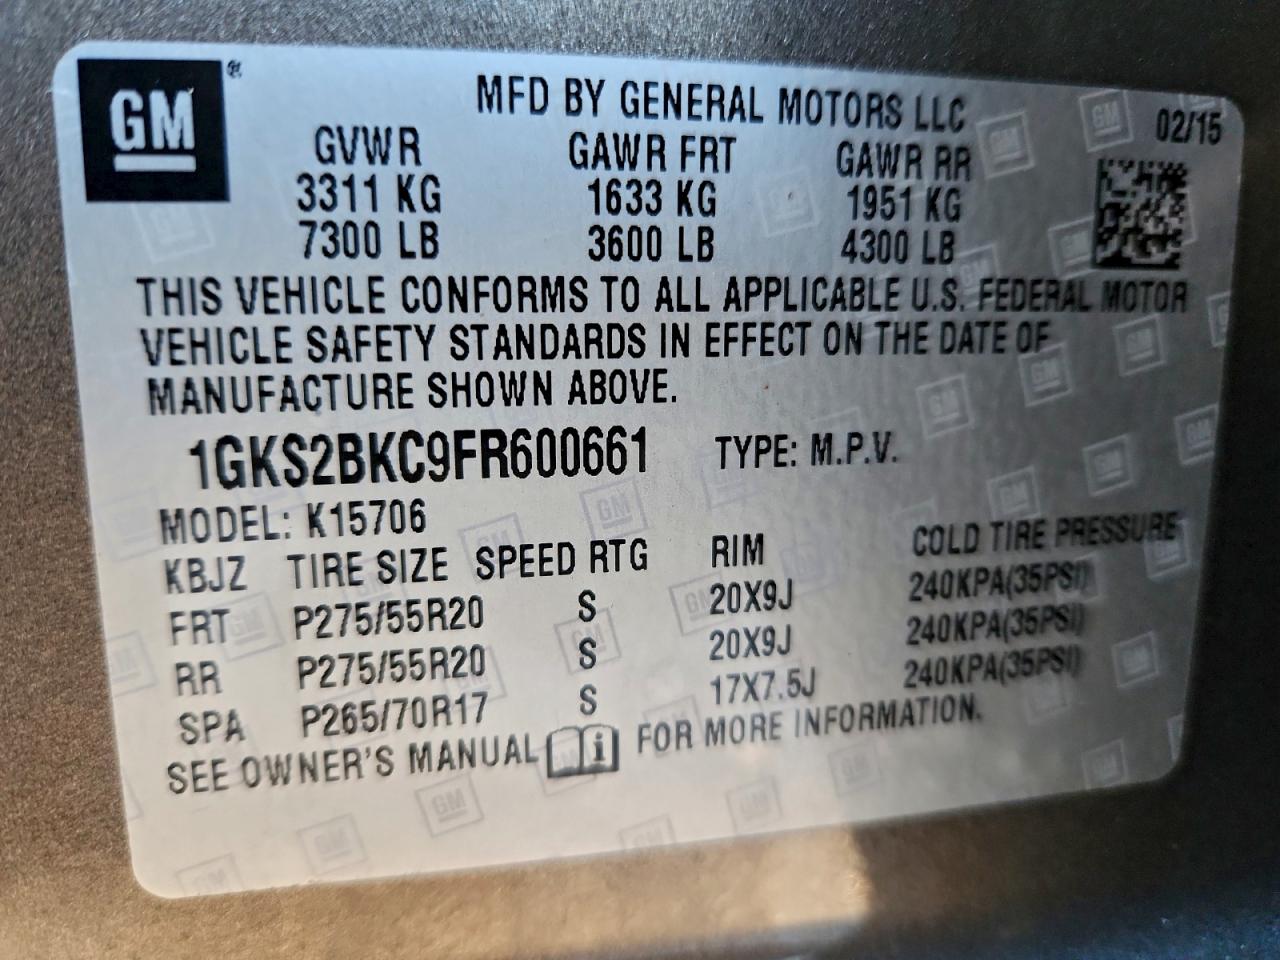 GM®
MFD BY GENERAL MOTORS LLC
02/15
GVWR GAWR FRT GAWR RR
3311 KG 1633 KG 1951 KG
7300 LB 3600 LB 4300 LB
THIS VEHICLE CONFORMS TO ALL APPLICABLE U.S. FEDERAL MOTOR
VEHICLE SAFETY STANDARDS IN EFFECT ON THE DATE OF
MANUFACTURE SHOWN ABOVE.
1GKS2BKC9FR600661 TYPE: M.P.V.
MODEL: K15706
KBJZ TIRE SIZE SPEED RTG RIM COLD TIRE PRESSURE
FRT P275/55R20 S 20X9J 240KPA(35PSI)
RR P275/55R20 S 20X9J 240KPA(35PSI)
SPA P265/70R17 S 17X7.5J 240KPA(35PSI)
SEE OWNER'S MANUAL i FOR MORE INFORMATION.